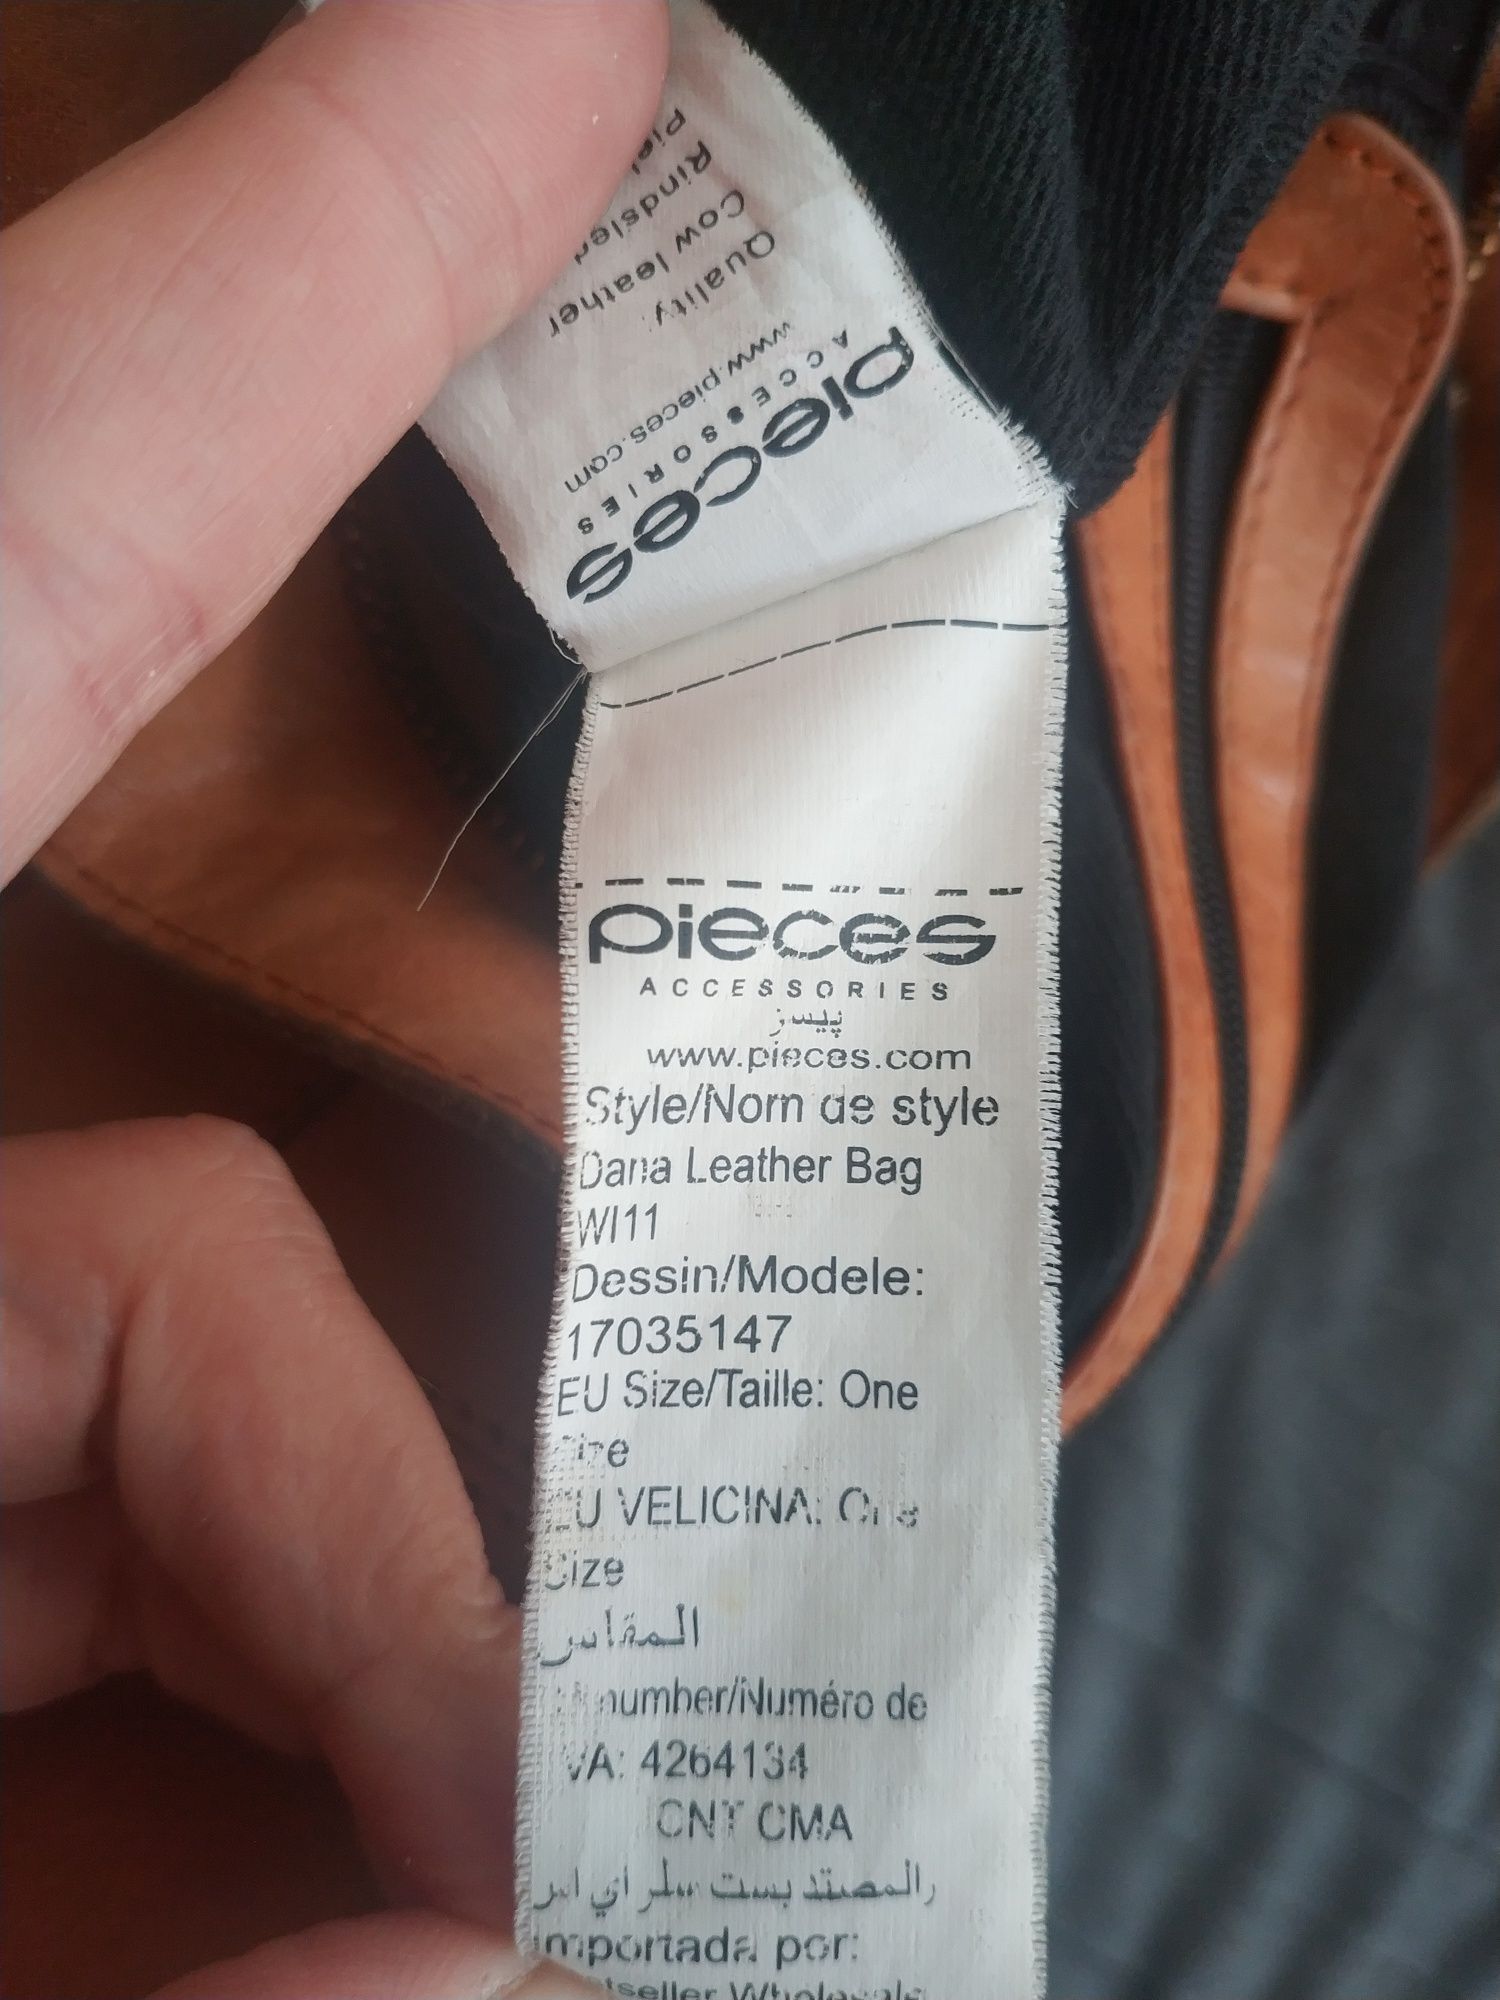 pieces
ACCESSORIES
www.pieces.com
Quality:
Cow leather
pieces
ACCESSORIES
پيسز
www.pieces.com
Style/Nom de style
Dana Leather Bag
WI11
Dessin/Modele:
17035147
EU Size/Taille: One
Size
EU VELICINA: One
Size
المقاس
number/Numéro de
VA: 4264134
CNT CMA
Importada por:
Wholesale